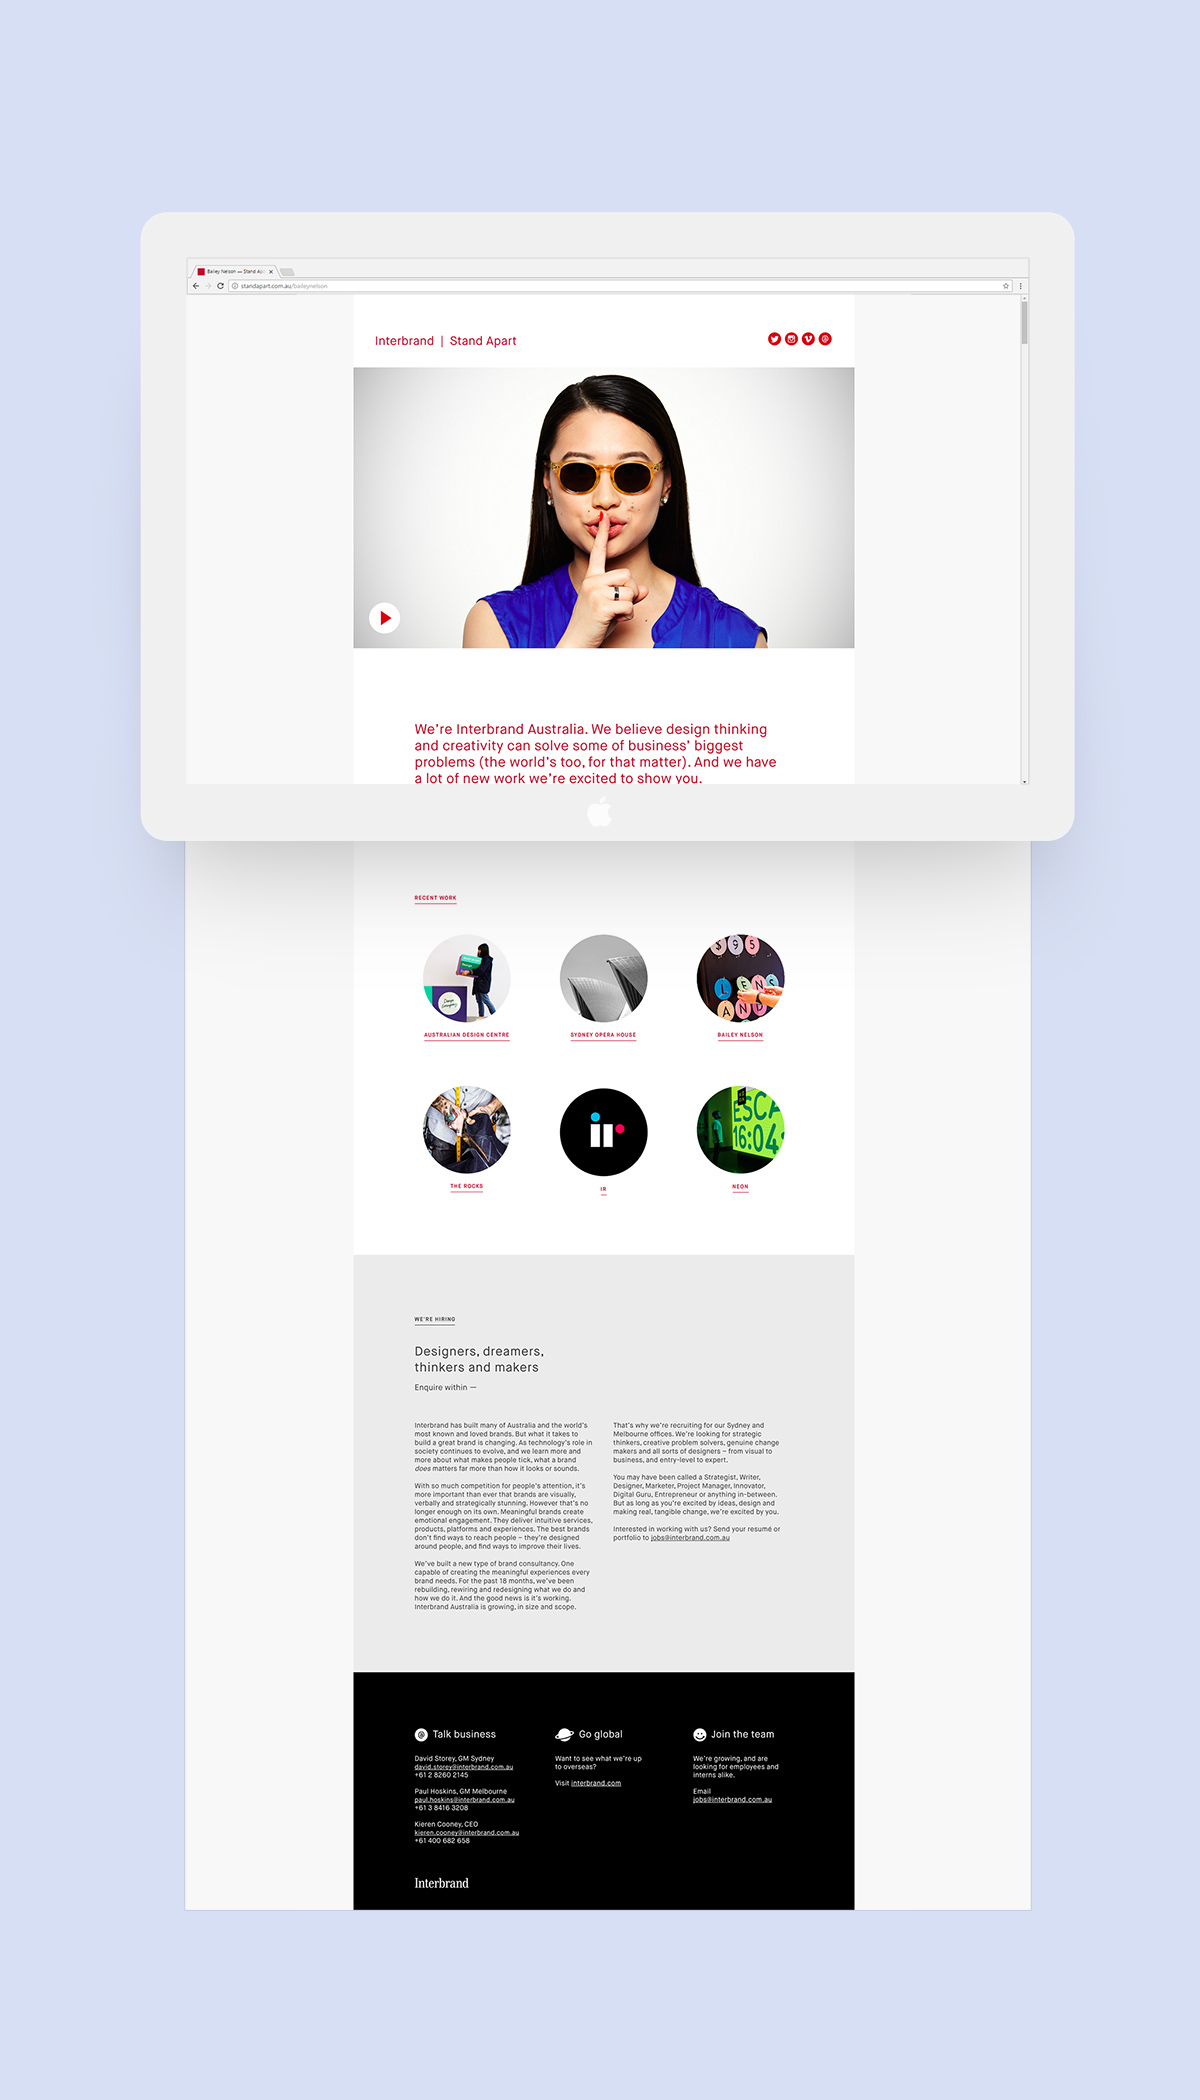 Bailey Nelson — Stand Ap
standapart.com.au/baileynelson
Interbrand | Stand Apart
We're Interbrand Australia. We believe design thinking
and creativity can solve some of business' biggest
problems (the world's too, for that matter). And we have
a lot of new work we're excited to show you.
RECENT WORK
$95
LENS
AND
AUSTRALIAN DESIGN CENTRE
SYDNEY OPERA HOUSE
BAILEY NELSON
ir
ESCA
16:04:
THE ROCKS
IR
NEON
WE'RE HIRING
Designers, dreamers,
thinkers and makers
Enquire within —
Interbrand has built many of Australia and the world's
most known and loved brands. But what it takes to
build a great brand is changing. As technology's role in
society continues to evolve, and we learn more and
more about what makes people tick, what a brand
does matters far more than how it looks or sounds.
With so much competition for people's attention, it's
more important than ever that brands are visually,
verbally and strategically stunning. However that's no
longer enough on its own. Meaningful brands create
emotional engagement. They deliver intuitive services,
products, platforms and experiences. The best brands
don't find ways to reach people – they're designed
around people, and find ways to improve their lives.
We've built a new type of brand consultancy. One
capable of creating the meaningful experiences every
brand needs. For the past 18 months, we've been
rebuilding, rewiring and redesigning what we do and
how we do it. And the good news is it's working.
Interbrand Australia is growing, in size and scope.
That's why we're recruiting for our Sydney and
Melbourne offices. We're looking for strategic
thinkers, creative problem solvers, genuine change
makers and all sorts of designers – from visual to
business, and entry-level to expert.
You may have been called a Strategist, Writer,
Designer, Marketer, Project Manager, Innovator,
Digital Guru, Entrepreneur or anything in-between.
But as long as you're excited by ideas, design and
making real, tangible change, we're excited by you.
Interested in working with us? Send your resumé or
portfolio to jobs@interbrand.com.au
Talk business
David Storey, GM Sydney
david.storey@interbrand.com.au
+61 2 8260 2145
Paul Hoskins, GM Melbourne
paul.hoskins@interbrand.com.au
+61 3 8416 3208
Kieren Cooney, CEO
kieren.cooney@interbrand.com.au
+61 400 682 658
Go global
Want to see what we're up
to overseas?
Visit interbrand.com
Join the team
We're growing, and are
looking for employees and
interns alike.
Email
jobs@interbrand.com.au
Interbrand